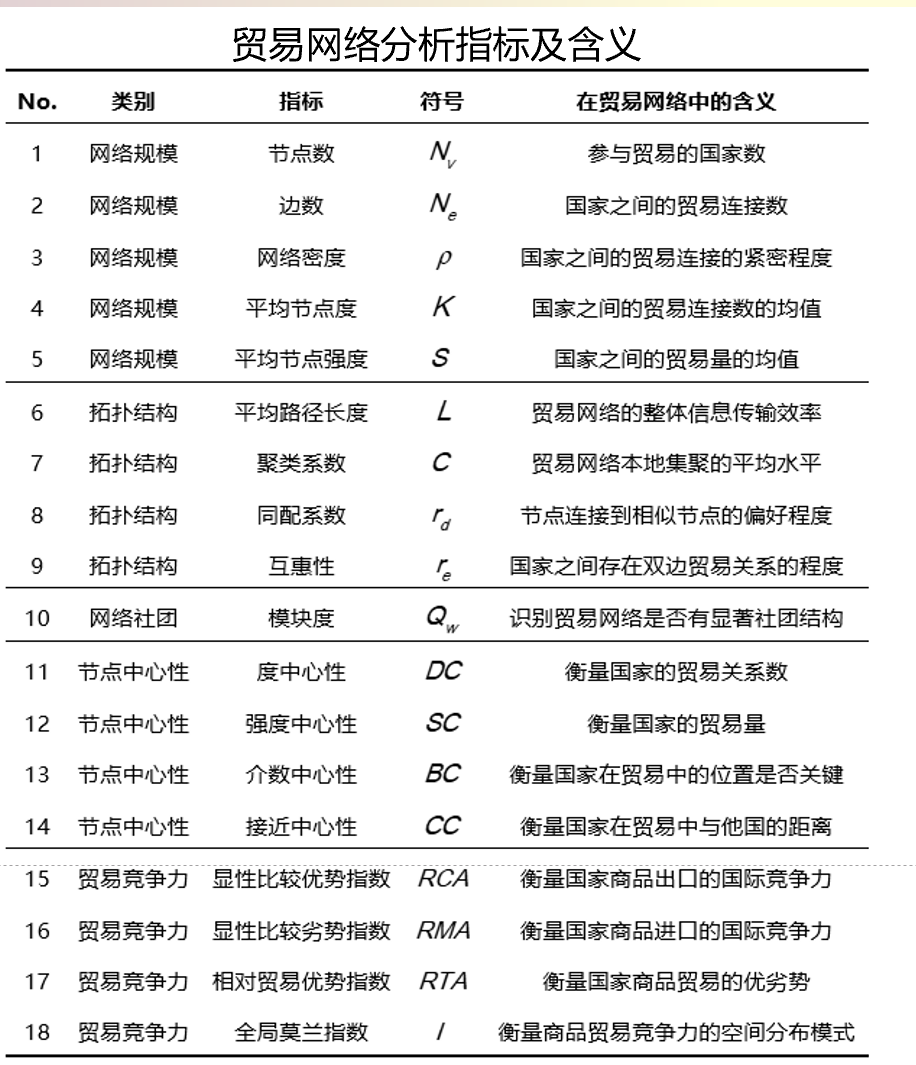 贸易网络分析指标及含义
No. 类别 指标 符号 在贸易网络中的含义
1 网络规模 节点数 Nv 参与贸易的国家数
2 网络规模 边数 Ne 国家之间的贸易连接数
3 网络规模 网络密度 ρ 国家之间的贸易连接的紧密程度
4 网络规模 平均节点度 K 国家之间的贸易连接数的均值
5 网络规模 平均节点强度 S 国家之间的贸易量的均值
6 拓扑结构 平均路径长度 L 贸易网络的整体信息传输效率
7 拓扑结构 聚类系数 C 贸易网络本地集聚的平均水平
8 拓扑结构 同配系数 rd 节点连接到相似节点的偏好程度
9 拓扑结构 互惠性 re 国家之间存在双边贸易关系的程度
10 网络社团 模块度 Qw 识别贸易网络是否有显著社团结构
11 节点中心性 度中心性 DC 衡量国家的贸易关系数
12 节点中心性 强度中心性 SC 衡量国家的贸易量
13 节点中心性 介数中心性 BC 衡量国家在贸易中的位置是否关键
14 节点中心性 接近中心性 CC 衡量国家在贸易中与他国的距离
15 贸易竞争力 显性比较优势指数 RCA 衡量国家商品出口的国际竞争力
16 贸易竞争力 显性比较劣势指数 RMA 衡量国家商品进口的国际竞争力
17 贸易竞争力 相对贸易优势指数 RTA 衡量国家商品贸易的优劣势
18 贸易竞争力 全局莫兰指数 I 衡量商品贸易竞争力的空间分布模式